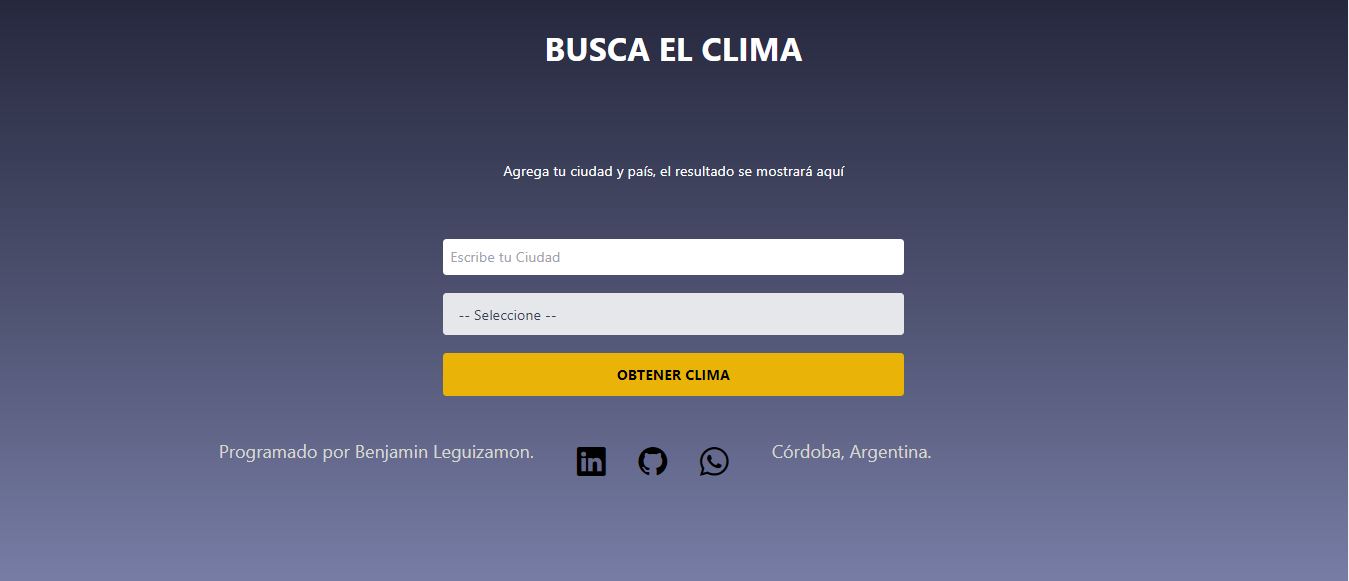 BUSCA EL CLIMA
Agrega tu ciudad y país, el resultado se mostrará aquí
Escribe tu Ciudad
-- Seleccione --
OBTENER CLIMA
Programado por Benjamin Leguizamon.
in
Córdoba, Argentina.